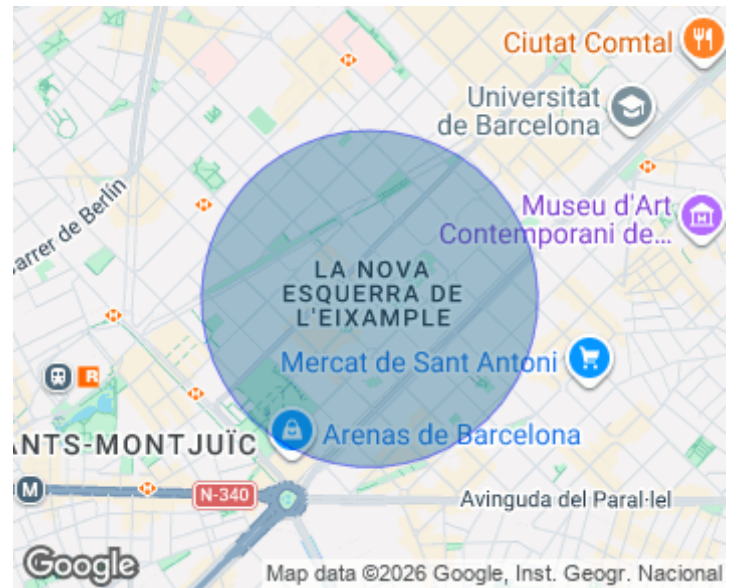 Ciutat Comtal
Universitat
de Barcelona
Museu d'Art
Contemporani de...
arrer de Berlín
LA NOVA
ESQUERRA DE
L'EIXAMPLE
Mercat de Sant Antoni
R
ANTS-MONTJUÏC
Arenas de Barcelona
M
N-340
Avinguda del Paral·lel
Google
Map data ©2026 Google, Inst. Geogr. Nacional